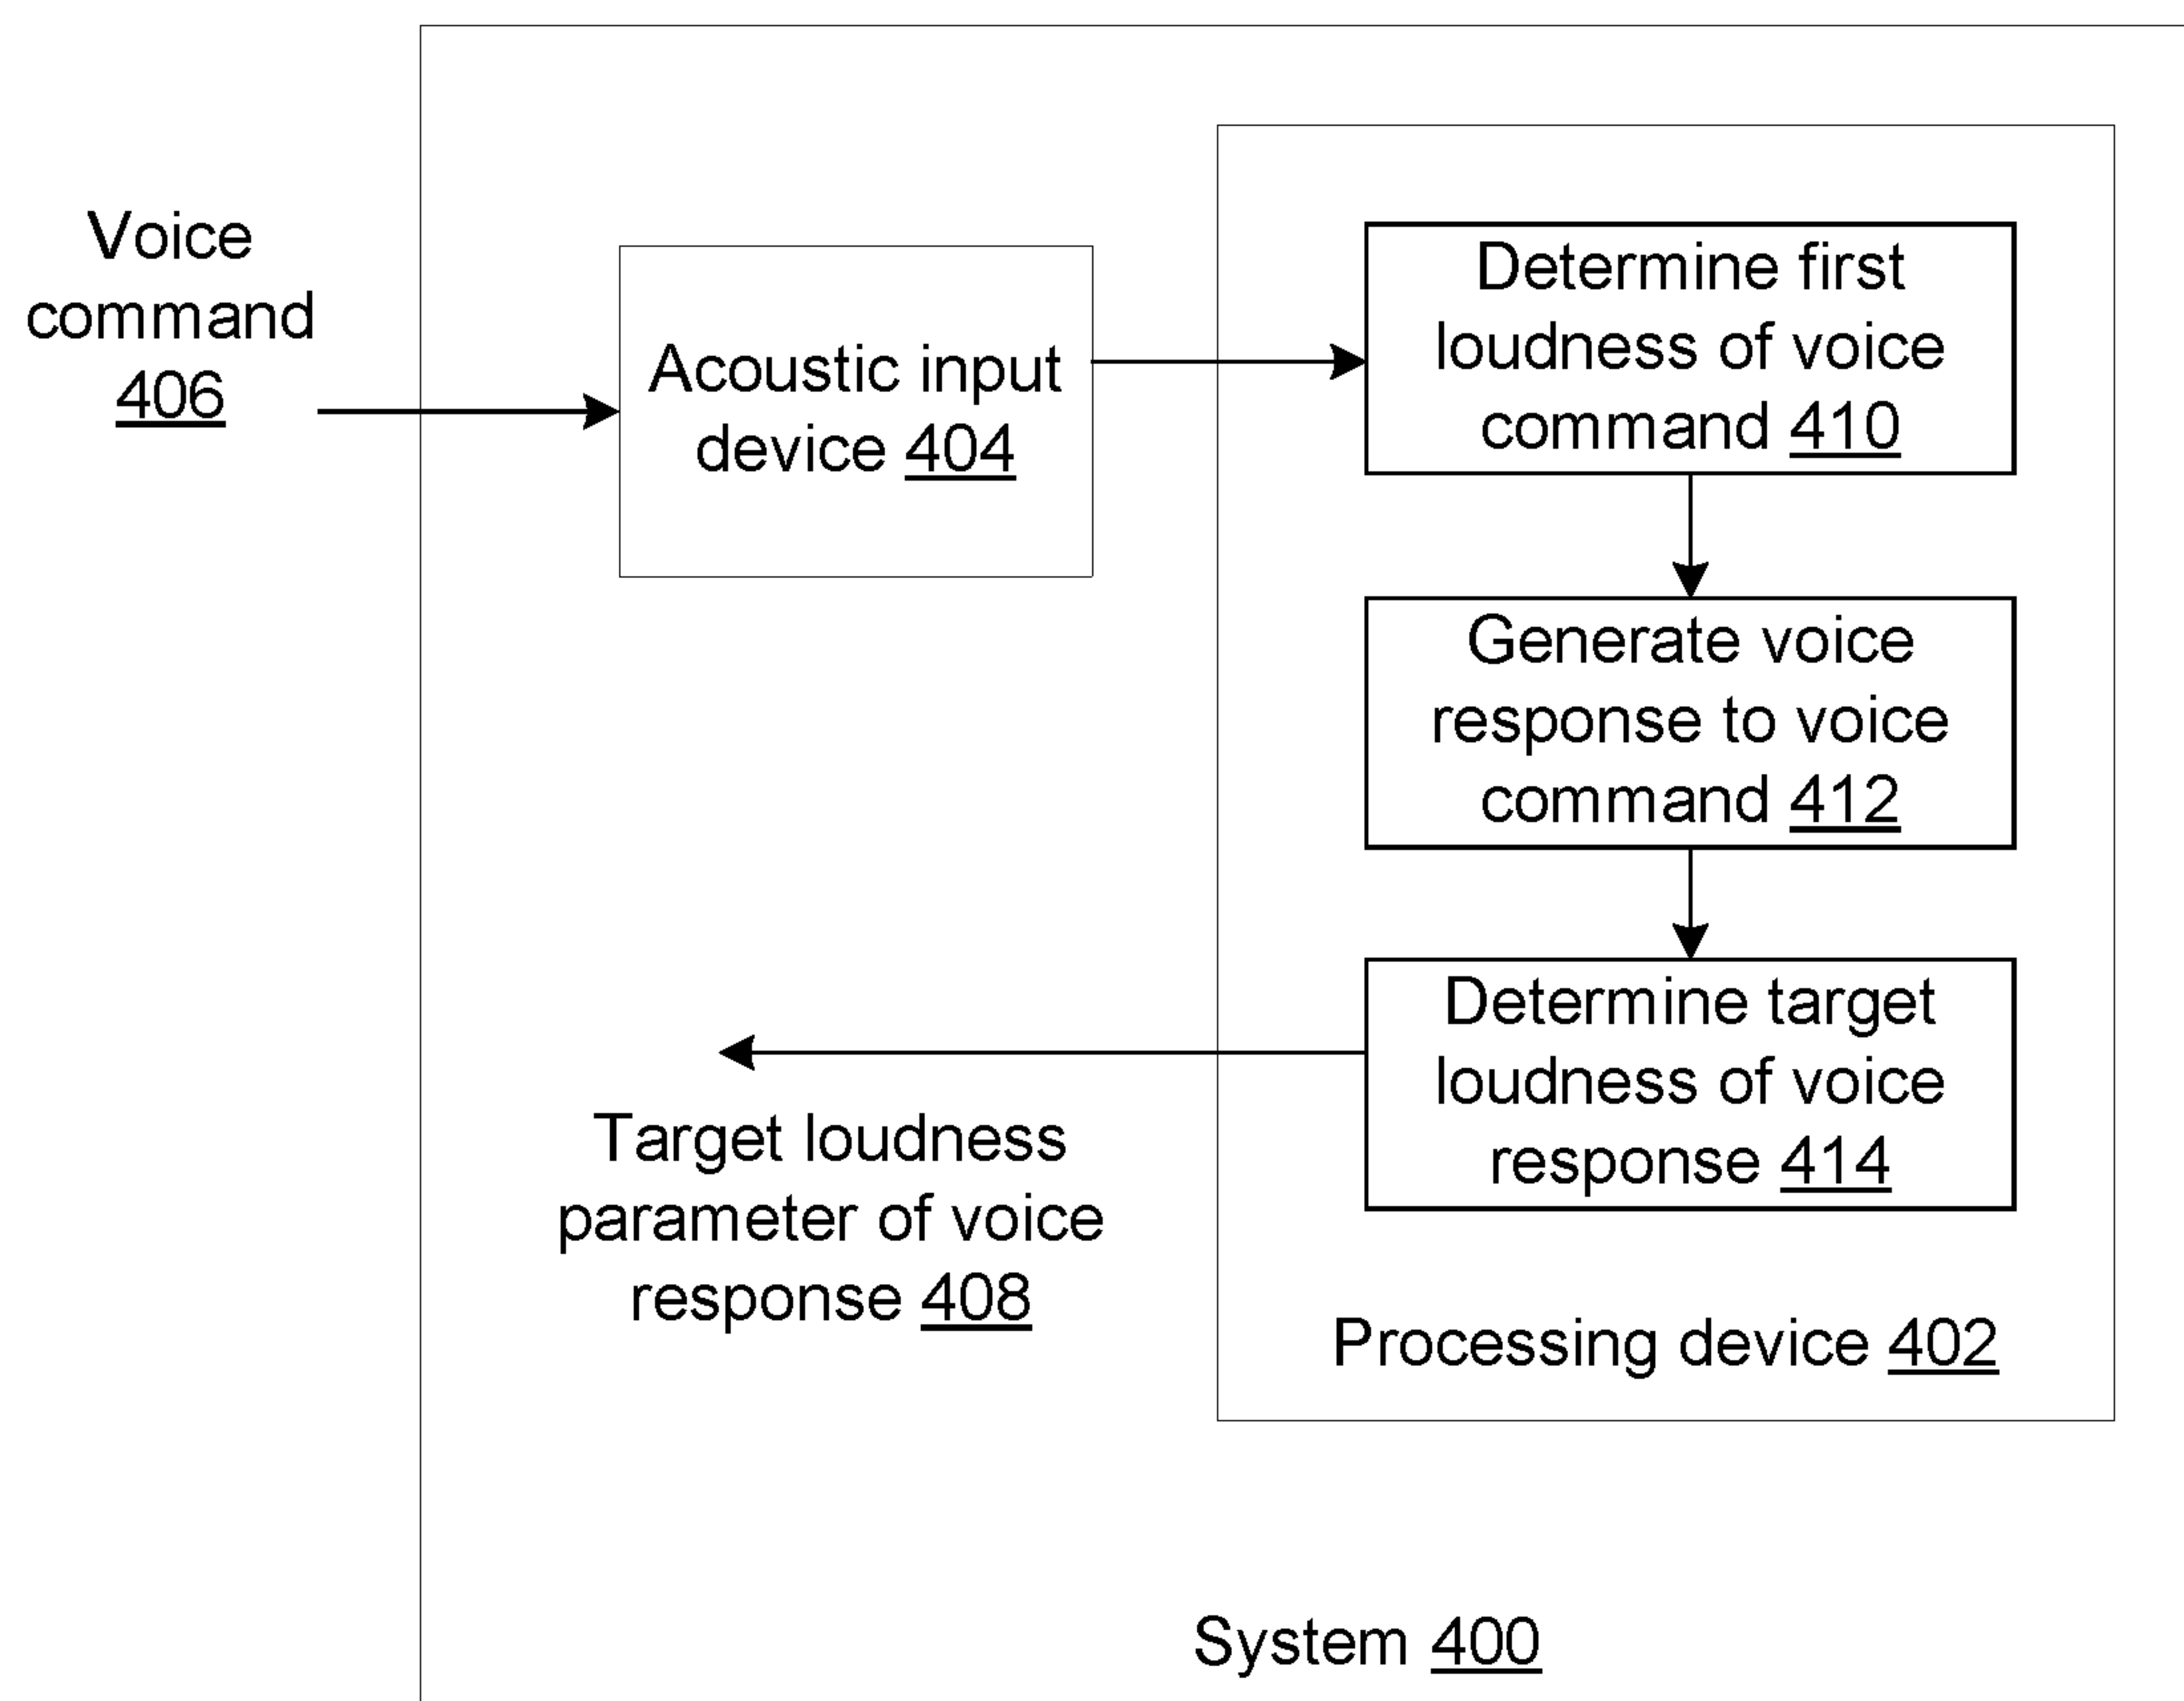 Voice
command
406
Acoustic input
device 404
Determine first
loudness of voice
command 410
Generate voice
response to voice
command 412
Determine target
loudness of voice
response 414
Target loudness
parameter of voice
response 408
Processing device 402
System 400